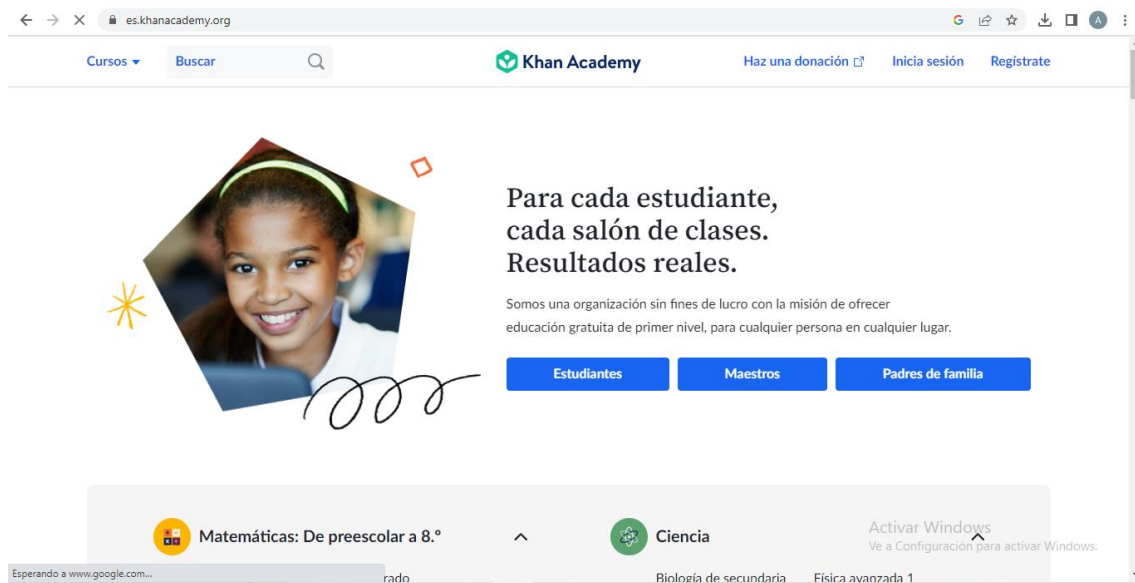 es.khanacademy.org
G
A
Cursos
Buscar
Khan Academy
Haz una donación
Inicia sesión
Regístrate
Para cada estudiante,
cada salón de clases.
Resultados reales.
Somos una organización sin fines de lucro con la misión de ofrecer
educación gratuita de primer nivel, para cualquier persona en cualquier lugar.
Estudiantes
Maestros
Padres de familia
Matemáticas: De preescolar a 8.º
Ciencia
Activar Windows
Ve a Configuración para activar Windows.
Esperando a www.google.com...
rado
Biología de secundaria
Física avanzada 1